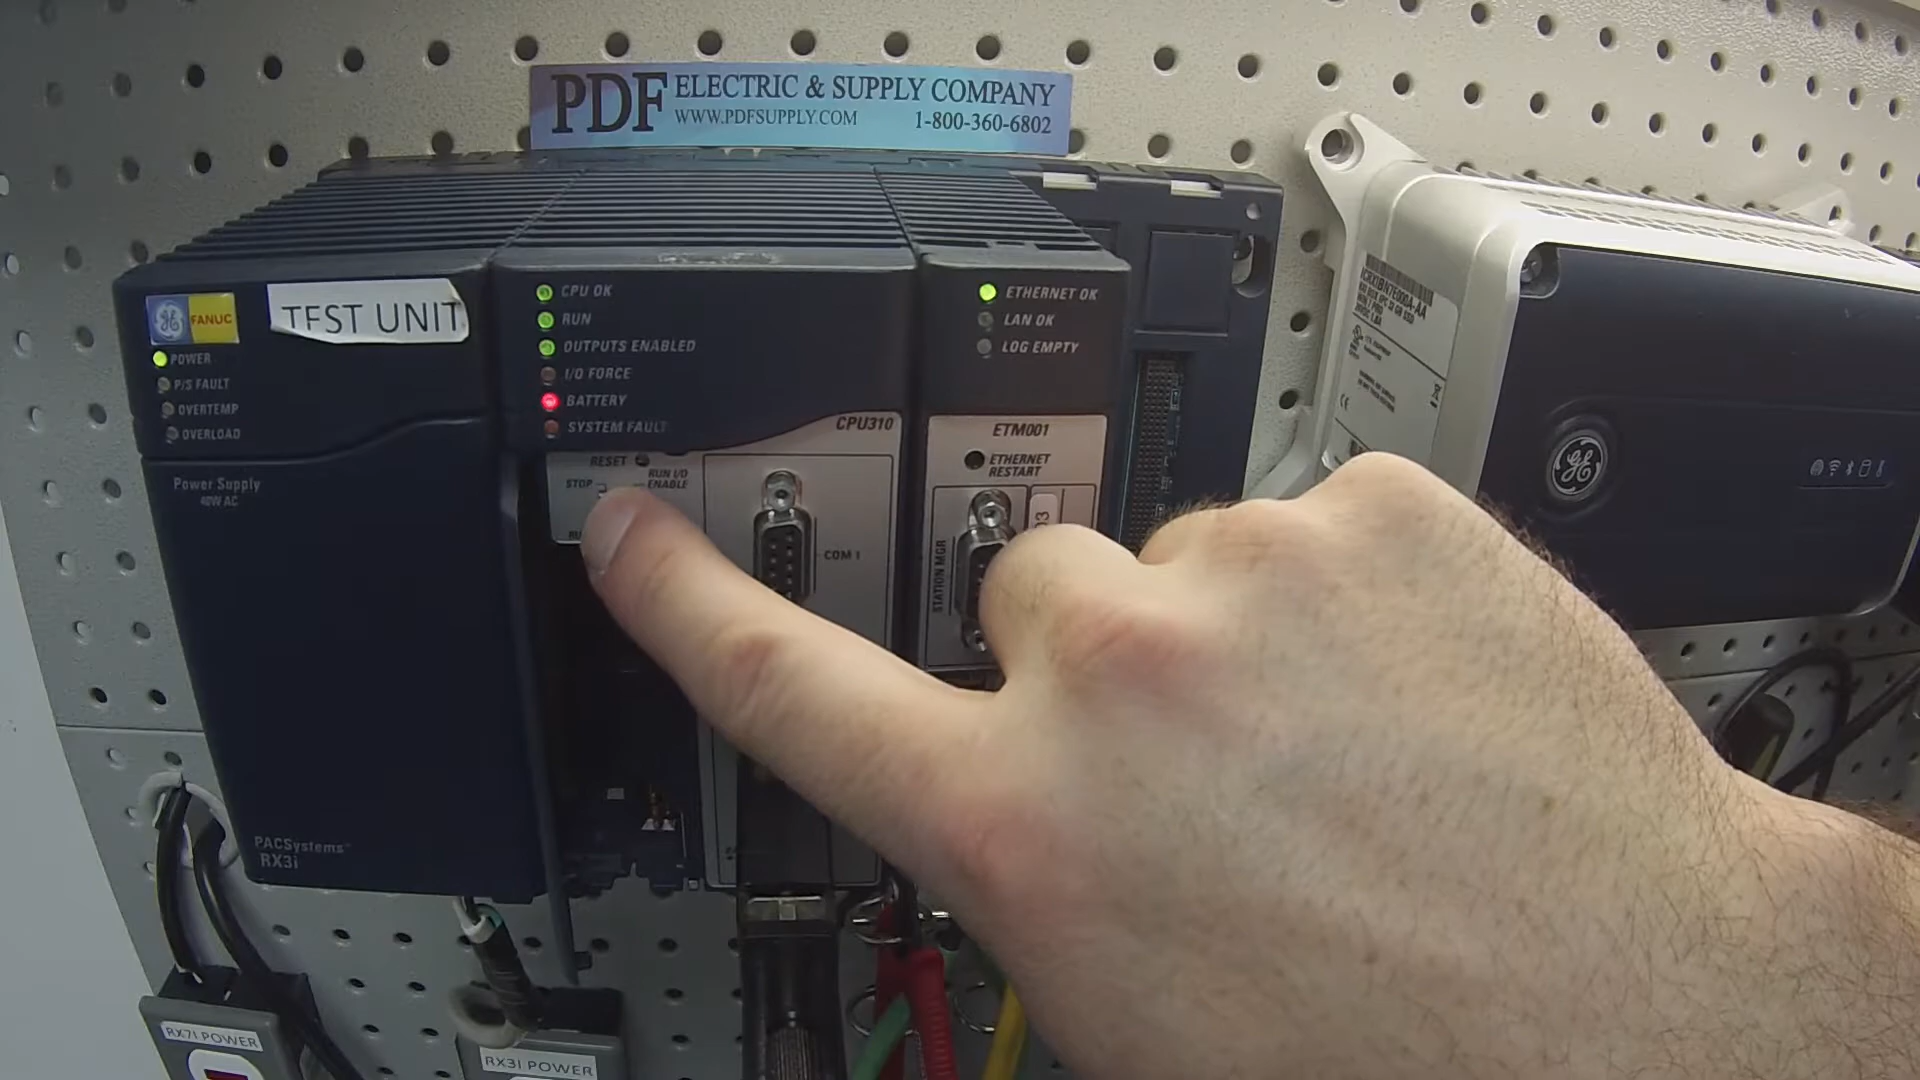 PDF ELECTRIC & SUPPLY COMPANY
WWW.PDFSUPPLY.COM 1-800-360-6802
GE FANUC
TEST UNIT
POWER
P/S FAULT
OVERTEMP
OVERLOAD
Power Supply
40W AC
PACSystems™
RX3i
CPU OK
RUN
OUTPUTS ENABLED
I/O FORCE
BATTERY
SYSTEM FAULT
CPU310
RESET
STOP
RUN I/O
ENABLE
COM 1
ETHERNET OK
LAN OK
LOG EMPTY
ETM001
ETHERNET
RESTART
STATION MGR
GE
RX7I POWER
RX3I POWER